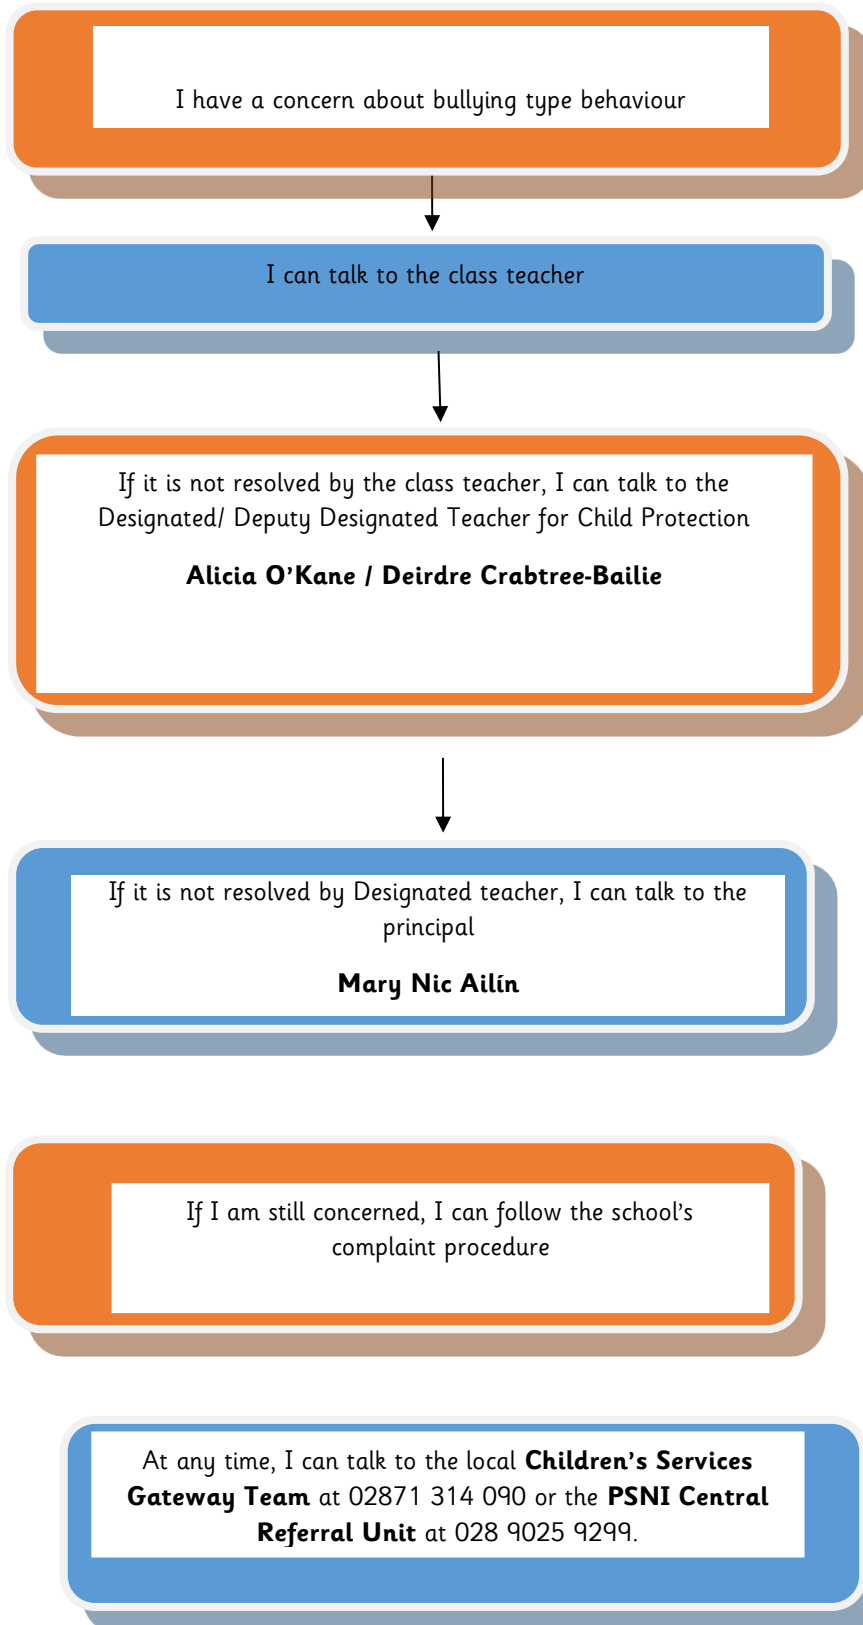 I have a concern about bullying type behaviour
I can talk to the class teacher
If it is not resolved by the class teacher, I can talk to the
Designated/ Deputy Designated Teacher for Child Protection
Alicia O’Kane / Deirdre Crabtree-Bailie
If it is not resolved by Designated teacher, I can talk to the
principal
Mary Nic Ailín
If I am still concerned, I can follow the school’s
complaint procedure
At any time, I can talk to the local Children’s Services
Gateway Team at 02871 314 090 or the PSNI Central
Referral Unit at 028 9025 9299.